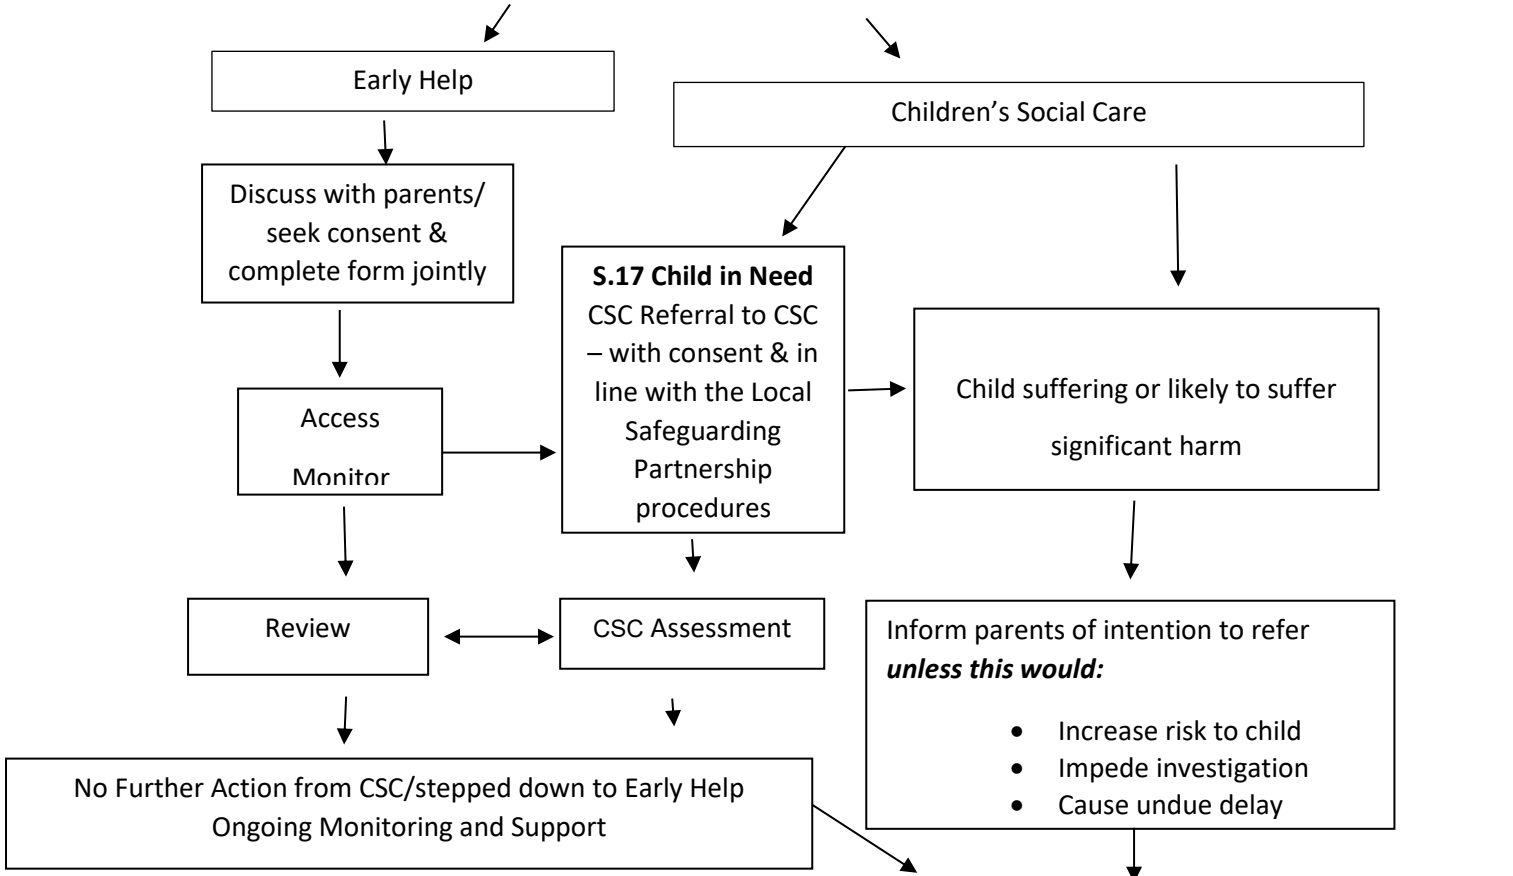 Early Help
Children’s Social Care
Discuss with parents/
seek consent &
complete form jointly
S.17 Child in Need
CSC Referral to CSC
– with consent & in
line with the Local
Safeguarding
Partnership
procedures
Child suffering or likely to suffer
significant harm
Access
Monitor
Review
CSC Assessment
Inform parents of intention to refer
unless this would:
• Increase risk to child
• Impede investigation
• Cause undue delay
No Further Action from CSC/stepped down to Early Help
Ongoing Monitoring and Support